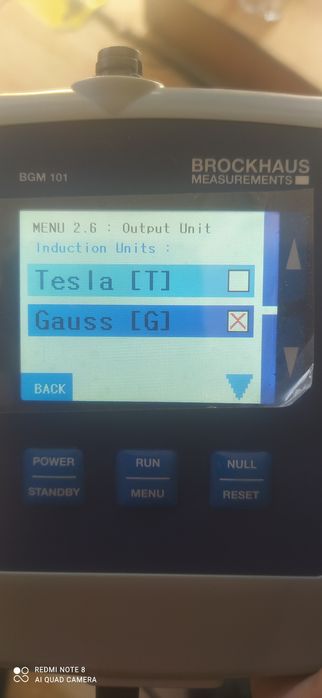 BROCKHAUS
BGM 101
MEASUREMENTS
MENU 2.6 : Output Unit
Induction Units :
Tesla [T]
Gauss [G]
BACK
POWER
STANDBY
RUN
MENU
NULL
RESET
REDMI NOTE 8
AI QUAD CAMERA